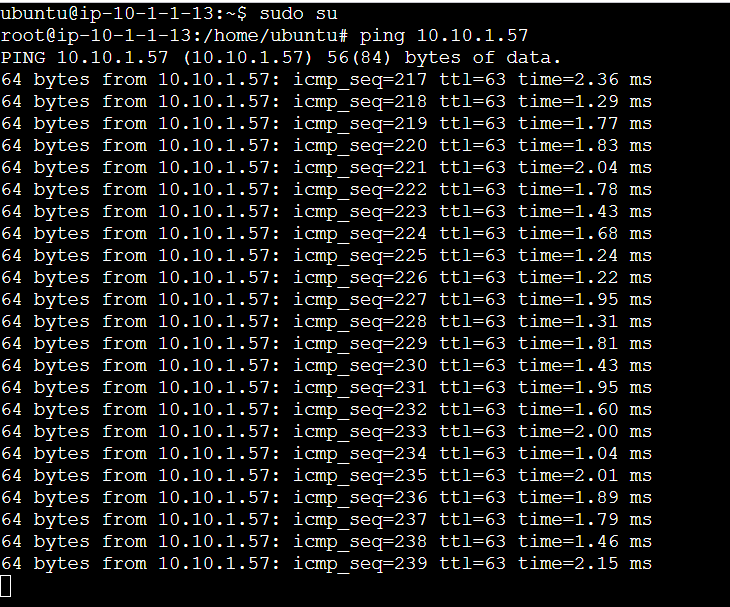 ubuntu@ip-10-1-1-13:~$ sudo su
root@ip-10-1-1-13:/home/ubuntu# ping 10.10.1.57
PING 10.10.1.57 (10.10.1.57) 56(84) bytes of data.
64 bytes from 10.10.1.57: icmp_seq=217 ttl=63 time=2.36 ms
64 bytes from 10.10.1.57: icmp_seq=218 ttl=63 time=1.29 ms
64 bytes from 10.10.1.57: icmp_seq=219 ttl=63 time=1.77 ms
64 bytes from 10.10.1.57: icmp_seq=220 ttl=63 time=1.83 ms
64 bytes from 10.10.1.57: icmp_seq=221 ttl=63 time=2.04 ms
64 bytes from 10.10.1.57: icmp_seq=222 ttl=63 time=1.78 ms
64 bytes from 10.10.1.57: icmp_seq=223 ttl=63 time=1.43 ms
64 bytes from 10.10.1.57: icmp_seq=224 ttl=63 time=1.68 ms
64 bytes from 10.10.1.57: icmp_seq=225 ttl=63 time=1.24 ms
64 bytes from 10.10.1.57: icmp_seq=226 ttl=63 time=1.22 ms
64 bytes from 10.10.1.57: icmp_seq=227 ttl=63 time=1.95 ms
64 bytes from 10.10.1.57: icmp_seq=228 ttl=63 time=1.31 ms
64 bytes from 10.10.1.57: icmp_seq=229 ttl=63 time=1.81 ms
64 bytes from 10.10.1.57: icmp_seq=230 ttl=63 time=1.43 ms
64 bytes from 10.10.1.57: icmp_seq=231 ttl=63 time=1.95 ms
64 bytes from 10.10.1.57: icmp_seq=232 ttl=63 time=1.60 ms
64 bytes from 10.10.1.57: icmp_seq=233 ttl=63 time=2.00 ms
64 bytes from 10.10.1.57: icmp_seq=234 ttl=63 time=1.04 ms
64 bytes from 10.10.1.57: icmp_seq=235 ttl=63 time=2.01 ms
64 bytes from 10.10.1.57: icmp_seq=236 ttl=63 time=1.89 ms
64 bytes from 10.10.1.57: icmp_seq=237 ttl=63 time=1.79 ms
64 bytes from 10.10.1.57: icmp_seq=238 ttl=63 time=1.46 ms
64 bytes from 10.10.1.57: icmp_seq=239 ttl=63 time=2.15 ms